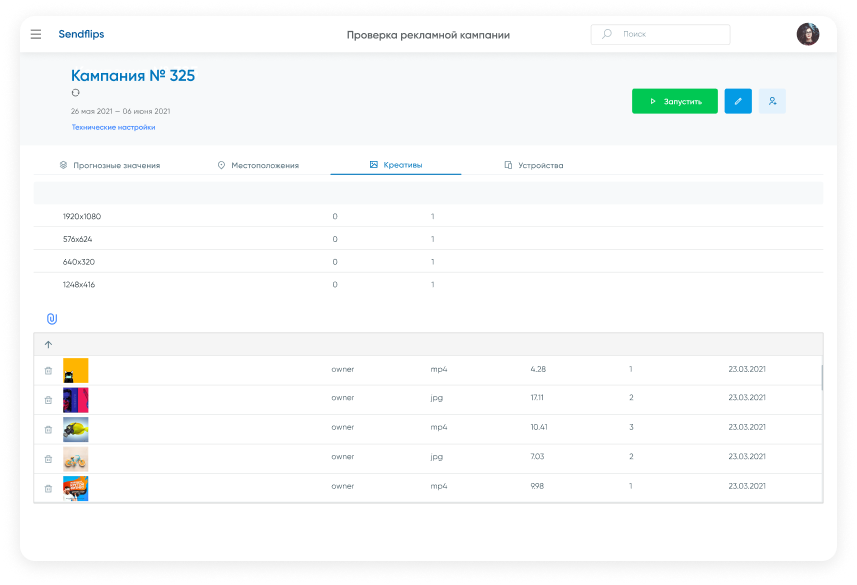 Sendflips
Проверка рекламной кампании
Поиск
Кампания № 325
26 мая 2021 — 06 июня 2021
Технические настройки
Запустить
Прогнозные значения
Местоположения
Креативы
Устройства
1920x1080 0 1
576x624 0 1
640x320 0 1
1248x416 0 1
owner mp4 4.28 1 23.03.2021
owner jpg 17.11 2 23.03.2021
owner mp4 10.41 3 23.03.2021
owner jpg 7.03 2 23.03.2021
owner mp4 9.98 1 23.03.2021